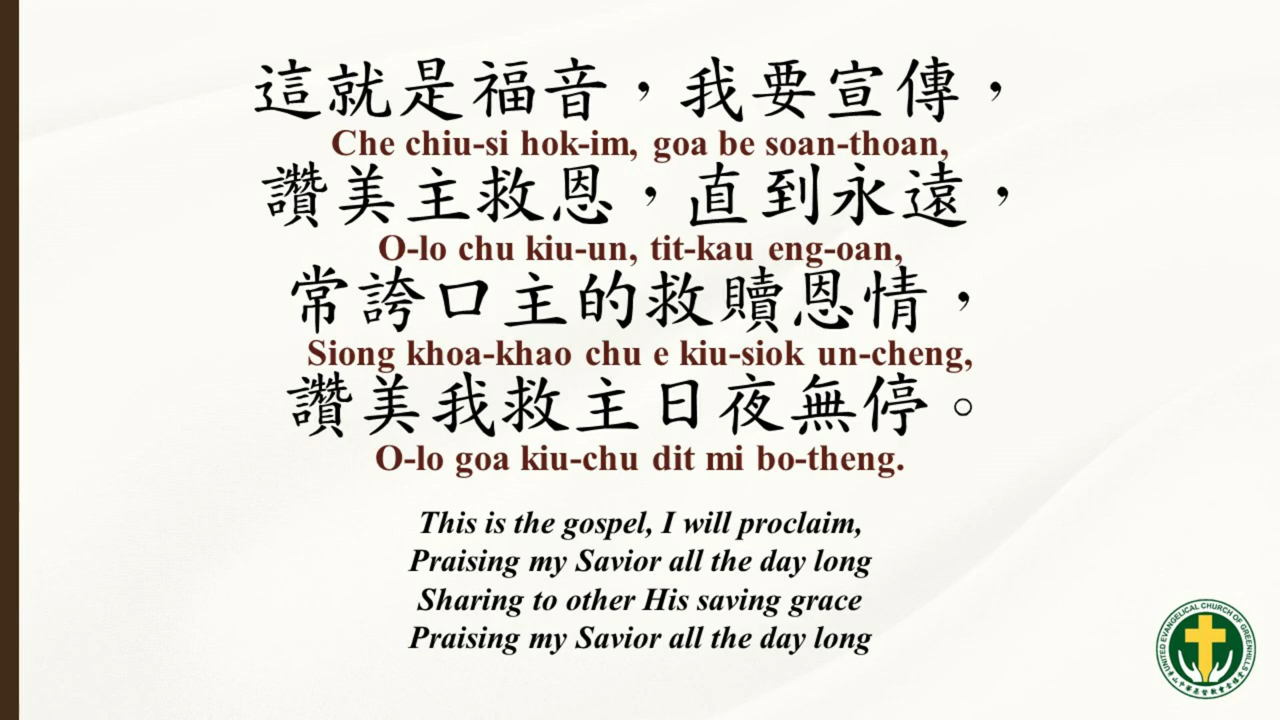 這就是福音，我要宣傳，
Che chiu-si hok-im, goa be soan-thoan,
讚美主救恩，直到永遠，
O-lo chu kiu-un, tit-kau eng-oan,
常誇口主的救贖恩情，
Siong khoa-khao chu e kiu-siok un-cheng,
讚美我救主日夜無停。
O-lo goa kiu-chu dit mi bo-theng.
This is the gospel, I will proclaim,
Praising my Savior all the day long
Sharing to other His saving grace
Praising my Savior all the day long
UNITED EVANGELICAL CHURCH OF GREENHILLS